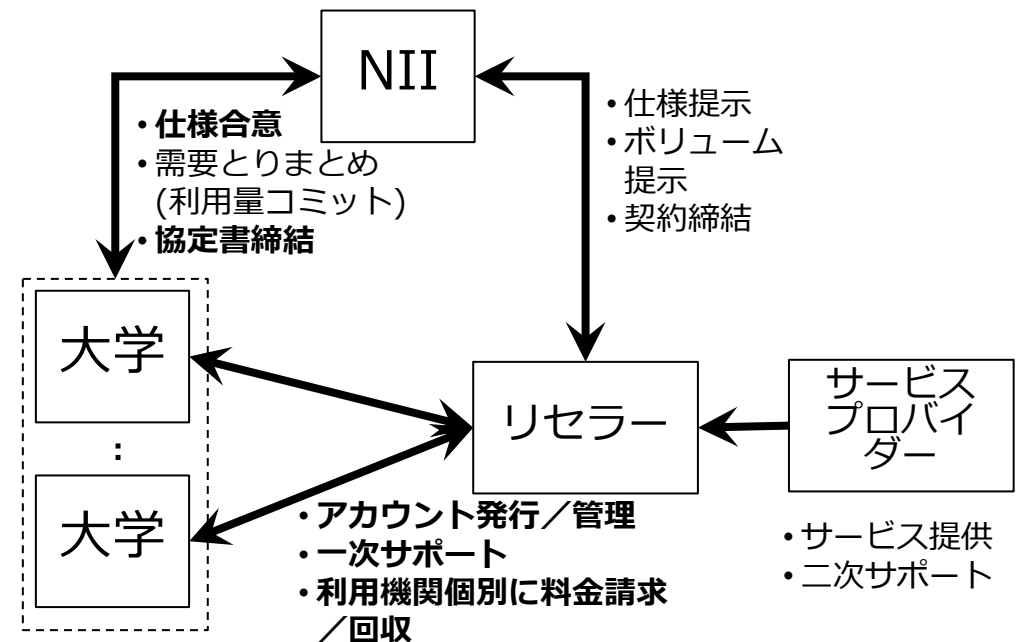 NII
・仕様合意
・需要とりまとめ
(利用量コミット)
・協定書締結
・仕様提示
・ボリューム
提示
・契約締結
大学
:
大学
リセラー
サービス
プロバイ
ダー
・アカウント発行／管理
・一次サポート
・利用機関個別に料金請求
／回収
・サービス提供
・二次サポート